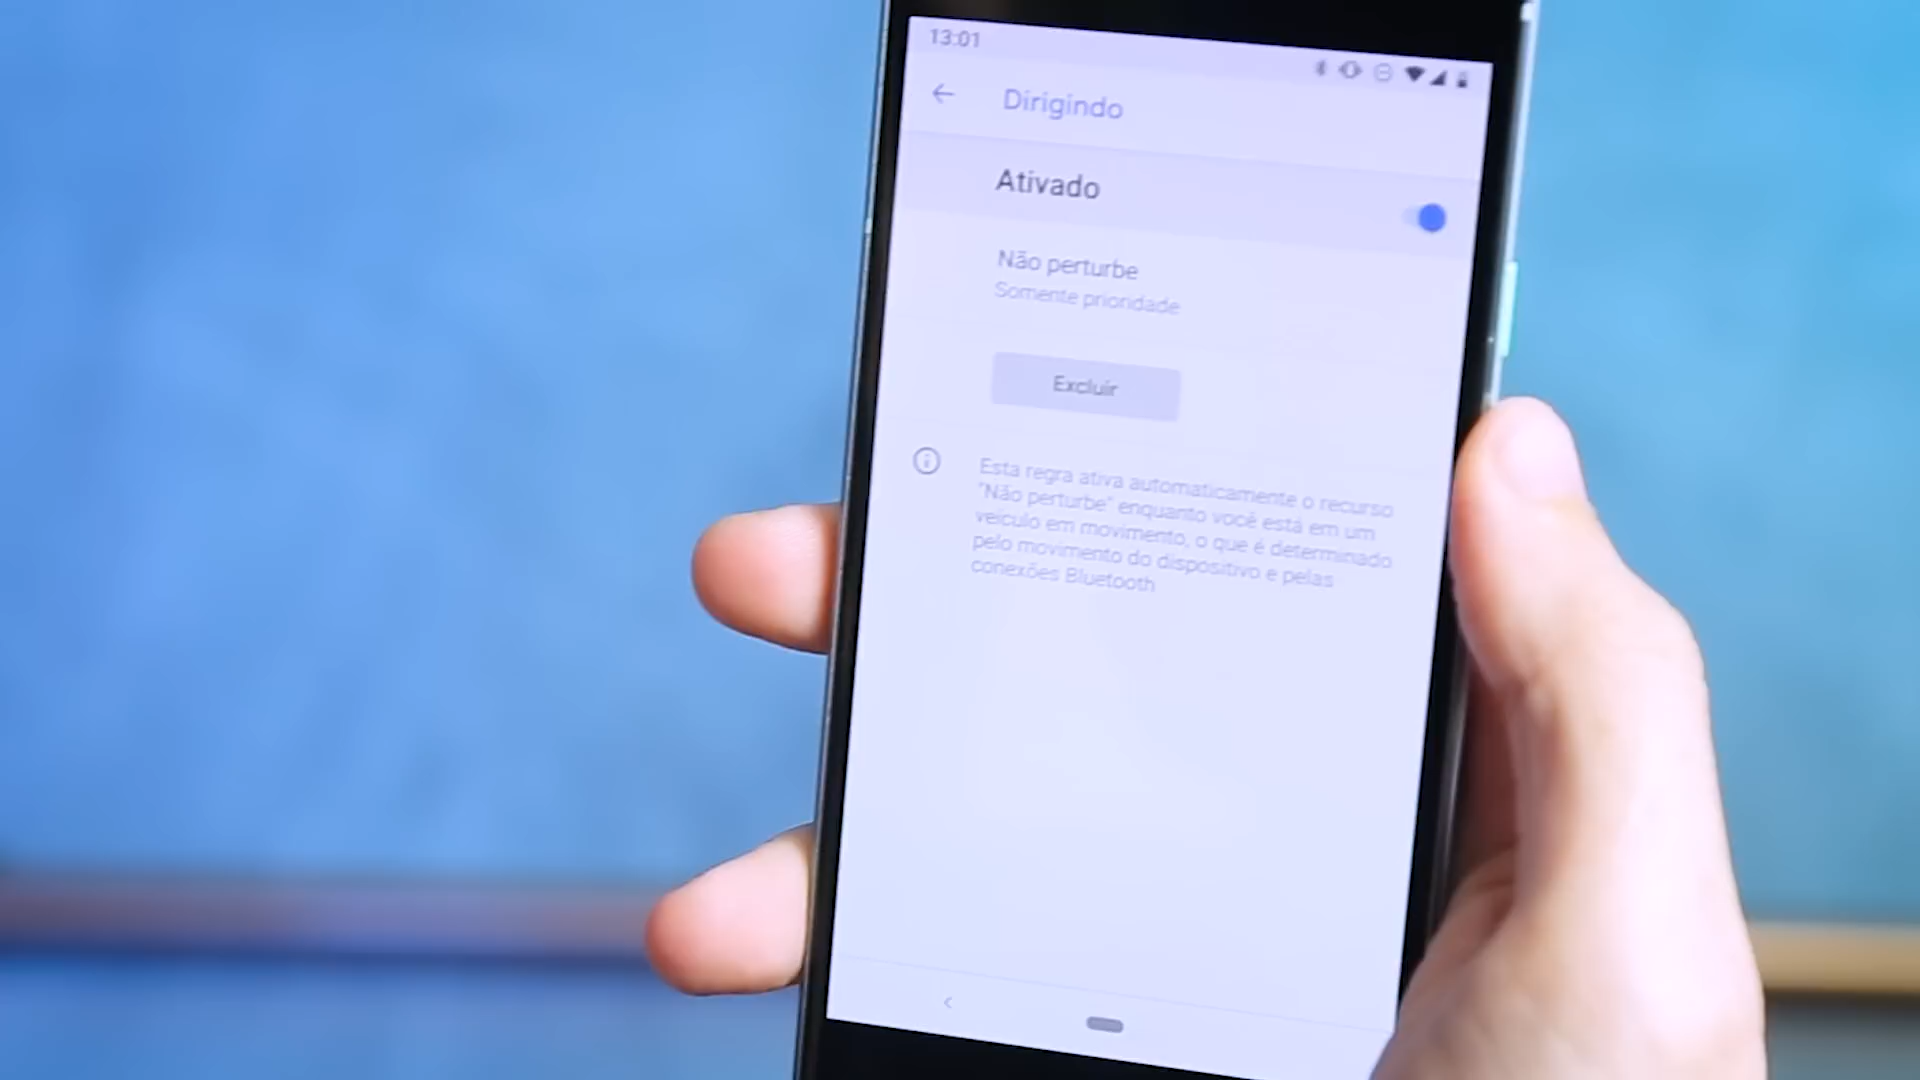 13:01
Dirigindo
Ativado
Não perturbe
Somente prioridade
Excluir
Esta regra ativa automaticamente o recurso
"Não perturbe" enquanto você está em um
veículo em movimento, o que é determinado
pelo movimento do dispositivo e pelas
conexões Bluetooth